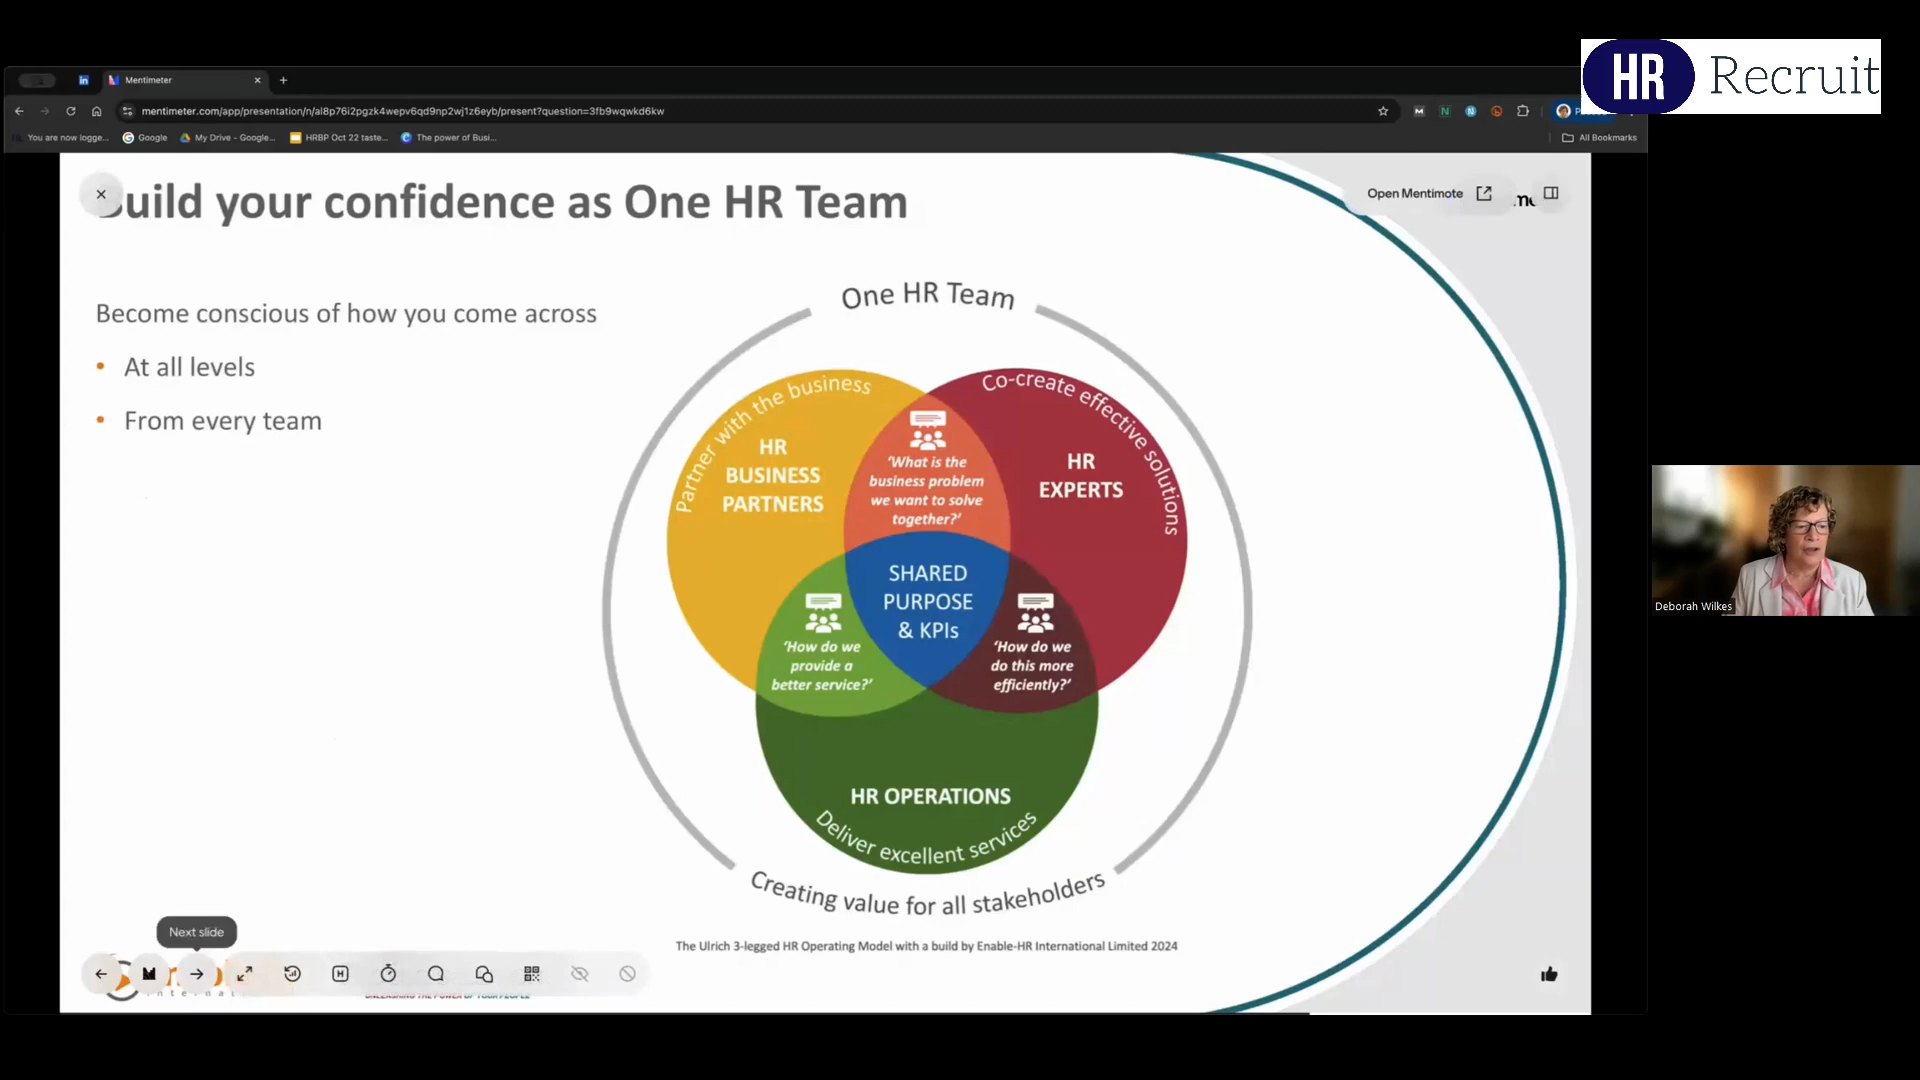 HR Recruit
Mentimeter
mentimeter.com/app/presentation/n/al8p76i2pgzk4wepv6qd9np2wj1z6eyb/present?question=3fb9wqwkd6kw
You are now logge...
Google
My Drive - Google...
HRBP Oct 22 taste...
The power of Busi...
All Bookmarks
Build your confidence as One HR Team
Open Mentimote
Become conscious of how you come across
• At all levels
• From every team
One HR Team
Partner with the business
HR
BUSINESS
PARTNERS
‘What is the
business problem
we want to solve
together?’
Co-create effective solutions
HR
EXPERTS
SHARED
PURPOSE
& KPIs
‘How do we
provide a
better service?’
‘How do we
do this more
efficiently?’
HR OPERATIONS
Deliver excellent services
Creating value for all stakeholders
The Ulrich 3-legged HR Operating Model with a build by Enable-HR International Limited 2024
Next slide
Deborah Wilkes